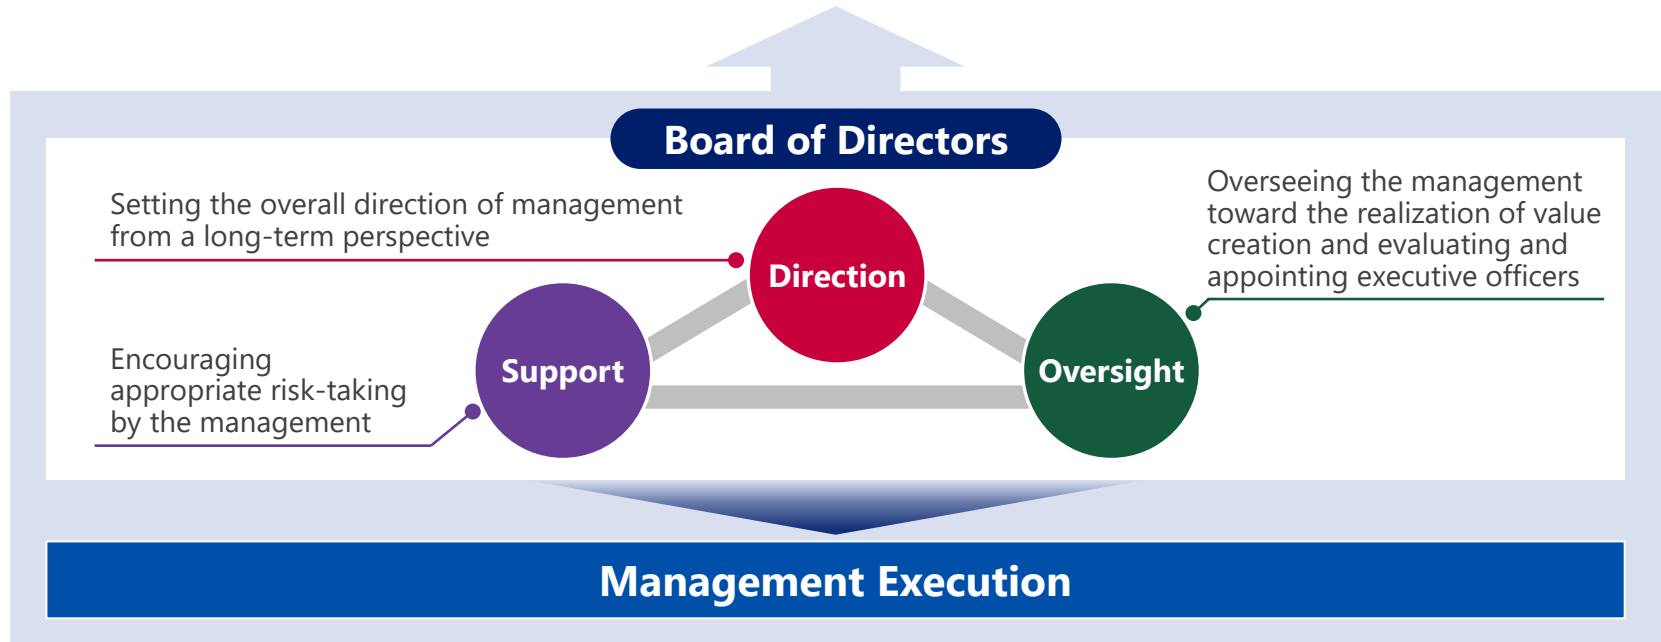 Board of Directors
Setting the overall direction of management
from a long-term perspective
Direction
Overseeing the management
toward the realization of value
creation and evaluating and
appointing executive officers
Encouraging
appropriate risk-taking
by the management
Support
Oversight
Management Execution